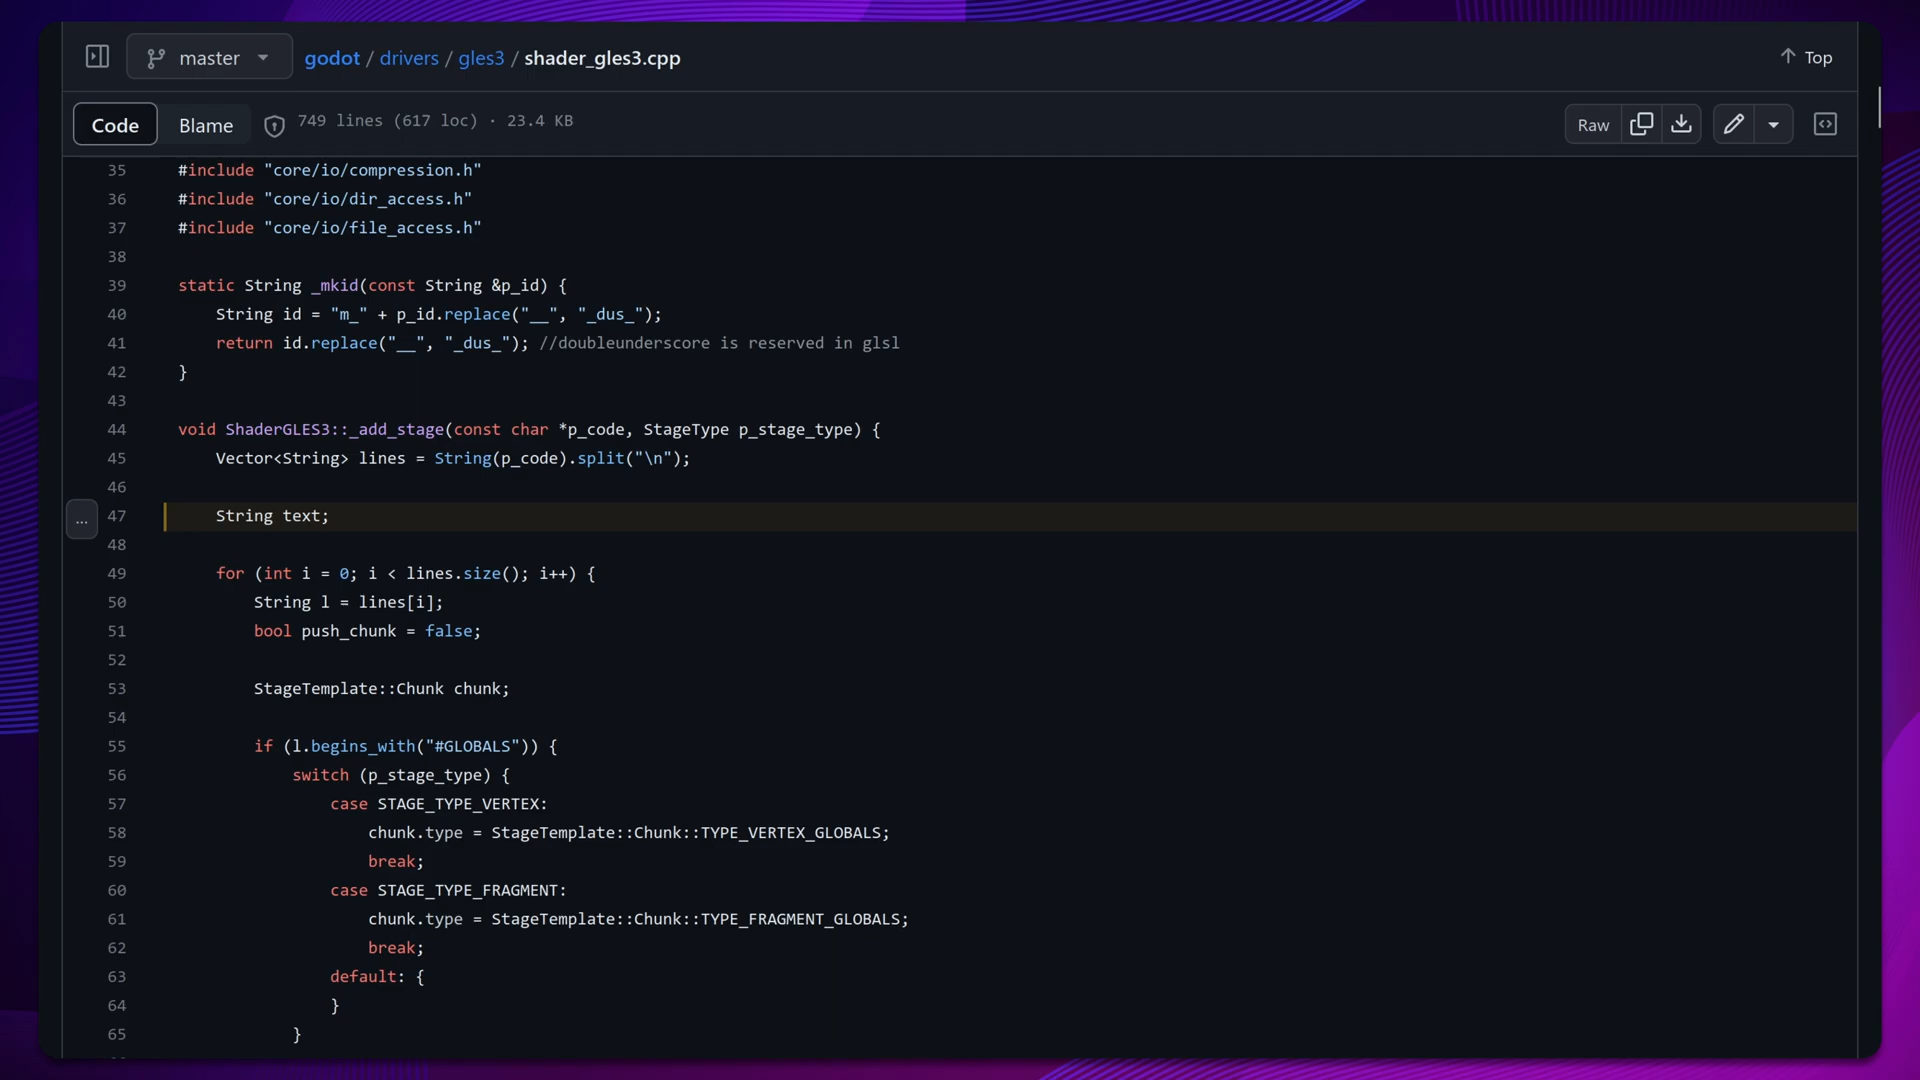 master godot / drivers / gles3 / shader_gles3.cpp Top
Code Blame 749 lines (617 loc) · 23.4 KB Raw
35 #include "core/io/compression.h"
36 #include "core/io/dir_access.h"
37 #include "core/io/file_access.h"
38
39 static String _mkid(const String &p_id) {
40 String id = "m_" + p_id.replace("__", "_dus_");
41 return id.replace("__", "_dus_"); //doubleunderscore is reserved in glsl
42 }
43
44 void ShaderGLES3::_add_stage(const char *p_code, StageType p_stage_type) {
45 Vector<String> lines = String(p_code).split("\n");
46
... 47 String text;
48
49 for (int i = 0; i < lines.size(); i++) {
50 String l = lines[i];
51 bool push_chunk = false;
52
53 StageTemplate::Chunk chunk;
54
55 if (l.begins_with("#GLOBALS")) {
56 switch (p_stage_type) {
57 case STAGE_TYPE_VERTEX:
58 chunk.type = StageTemplate::Chunk::TYPE_VERTEX_GLOBALS;
59 break;
60 case STAGE_TYPE_FRAGMENT:
61 chunk.type = StageTemplate::Chunk::TYPE_FRAGMENT_GLOBALS;
62 break;
63 default: {
64 }
65 }